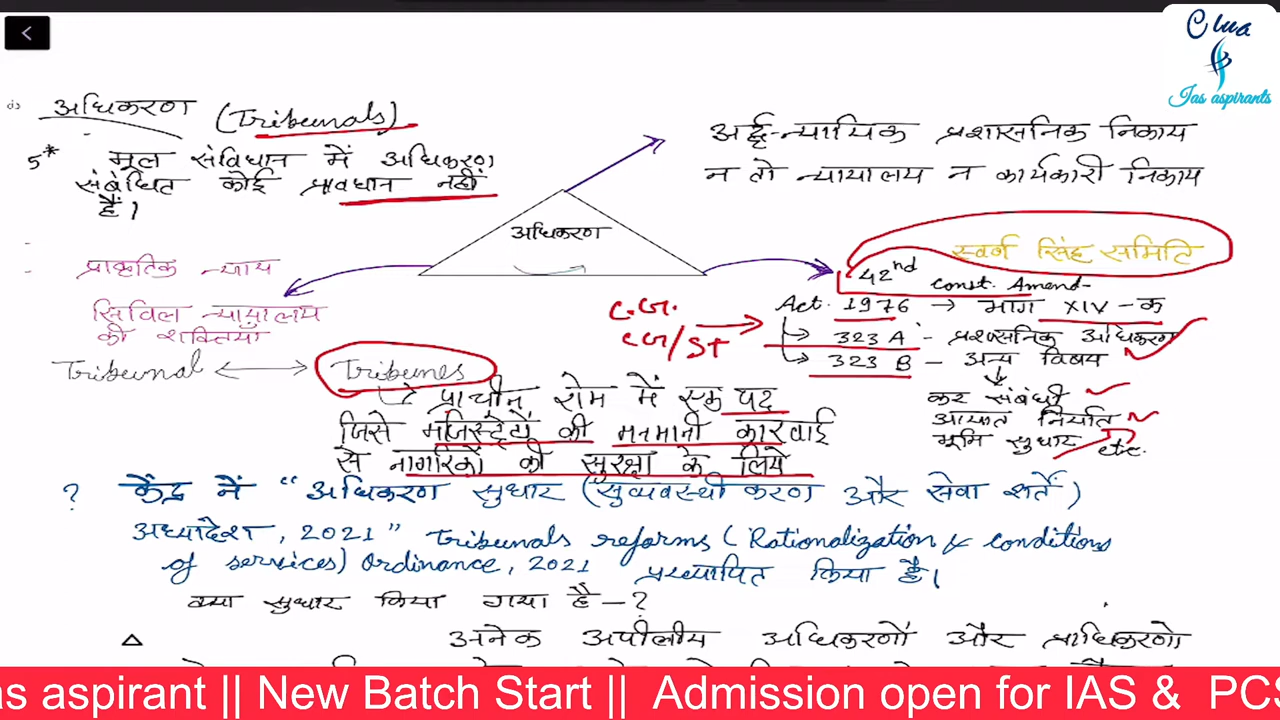 Clua
Ias aspirants
अधिकरण (Tribunals)
5* मूल संविधान में अधिकरण
संबंधित कोई प्रावधान नहीं
हैं।
अर्द्ध-न्यायिक प्रशासनिक निकाय
न तो न्यायालय न कार्यकारी निकाय
अधिकरण
स्वर्ण सिंह समिति
42nd Const. Amend-
Act. 1976 → भाग XIV-क
323 A - प्रशासनिक अधिकरण
323 B - अन्य विषय
कर संबंधी
आयात निर्यात
भूमि सुधार etc.
C.G.
CG/ST
प्राकृतिक न्याय
सिविल न्यायालय
की शक्तियाँ
Tribunal ↔ Tribunes
प्राचीन रोम में एक पद
जिसे मजिस्ट्रेटों की मनमानी कारवाई
से नागरिकों की सुरक्षा के लिये
? केंद्र में "अधिकरण सुधार (सुव्यवस्थीकरण और सेवा शर्तें)
अध्यादेश, 2021" Tribunals reforms (Rationalization & conditions
of services) Ordinance, 2021 प्रख्यापित किया है।
क्या सुधार किया गया है -?
अनेक अपीलीय अधिकरणों और प्राधिकरणो
as aspirant || New Batch Start || Admission open for IAS & PCS